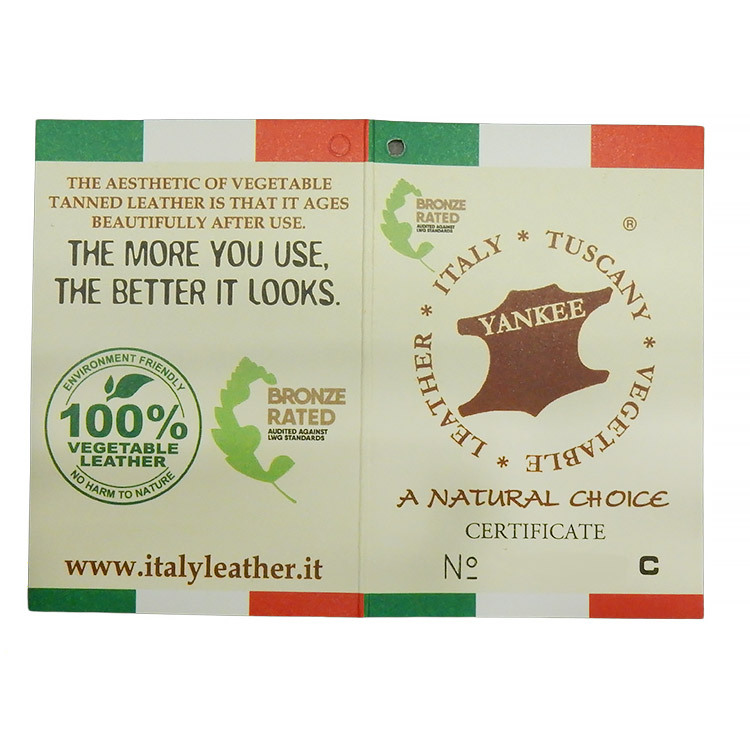 THE AESTHETIC OF VEGETABLE
TANNED LEATHER IS THAT IT AGES
BEAUTIFULLY AFTER USE.
THE MORE YOU USE,
THE BETTER IT LOOKS.
ENVIRONMENT FRIENDLY
100%
VEGETABLE
LEATHER
NO HARM TO NATURE
BRONZE
RATED
AUDITED AGAINST
LWG STANDARDS
www.italyleather.it
BRONZE
RATED
AUDITED AGAINST
LWG STANDARDS
®
ITALY * TUSCANY * VEGETABLE * LEATHER *
YANKEE
A NATURAL CHOICE
CERTIFICATE
Nº C